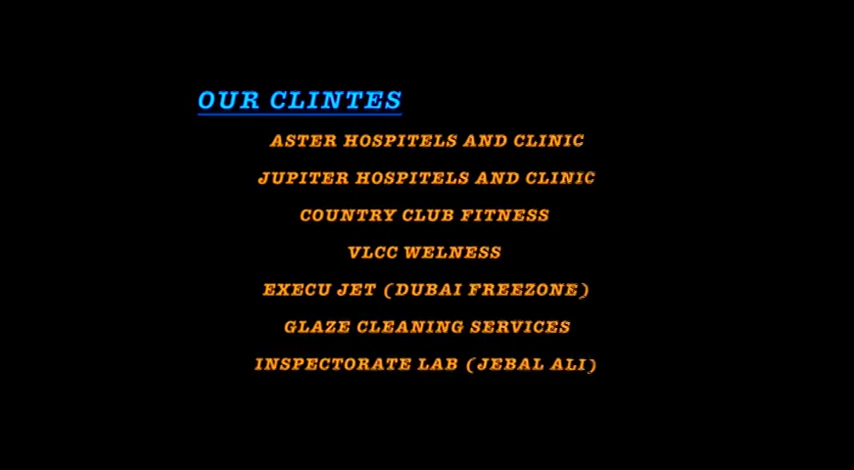 OUR CLINTES
ASTER HOSPITELS AND CLINIC
JUPITER HOSPITELS AND CLINIC
COUNTRY CLUB FITNESS
VLCC WELNESS
EXECU JET (DUBAI FREEZONE)
GLAZE CLEANING SERVICES
INSPECTORATE LAB (JEBAL ALI)